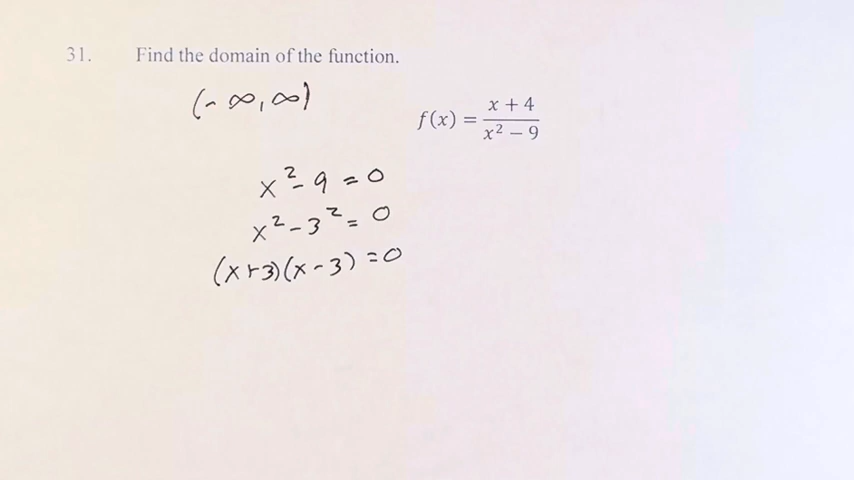 31. Find the domain of the function.
(-∞,∞)
f(x) = (x + 4)/(x² − 9)
x² - 9 = 0
x² - 3² = 0
(x+3)(x-3) = 0